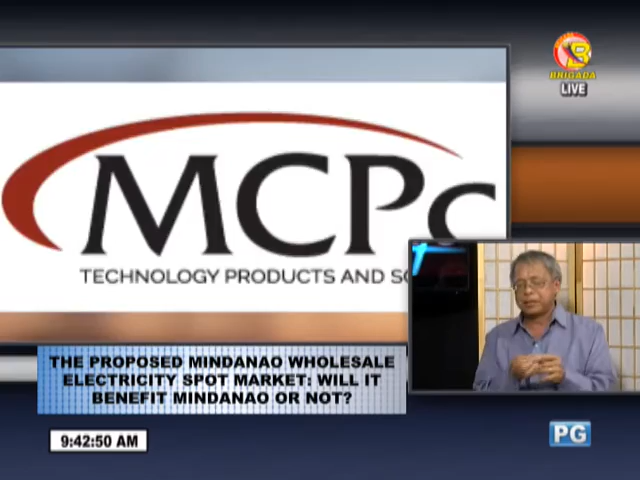 BRIGADA
LIVE
MCPc
TECHNOLOGY PRODUCTS AND
THE PROPOSED MINDANAO WHOLESALE
ELECTRICITY SPOT MARKET: WILL IT
BENEFIT MINDANAO OR NOT?
9:42:50 AM
PG